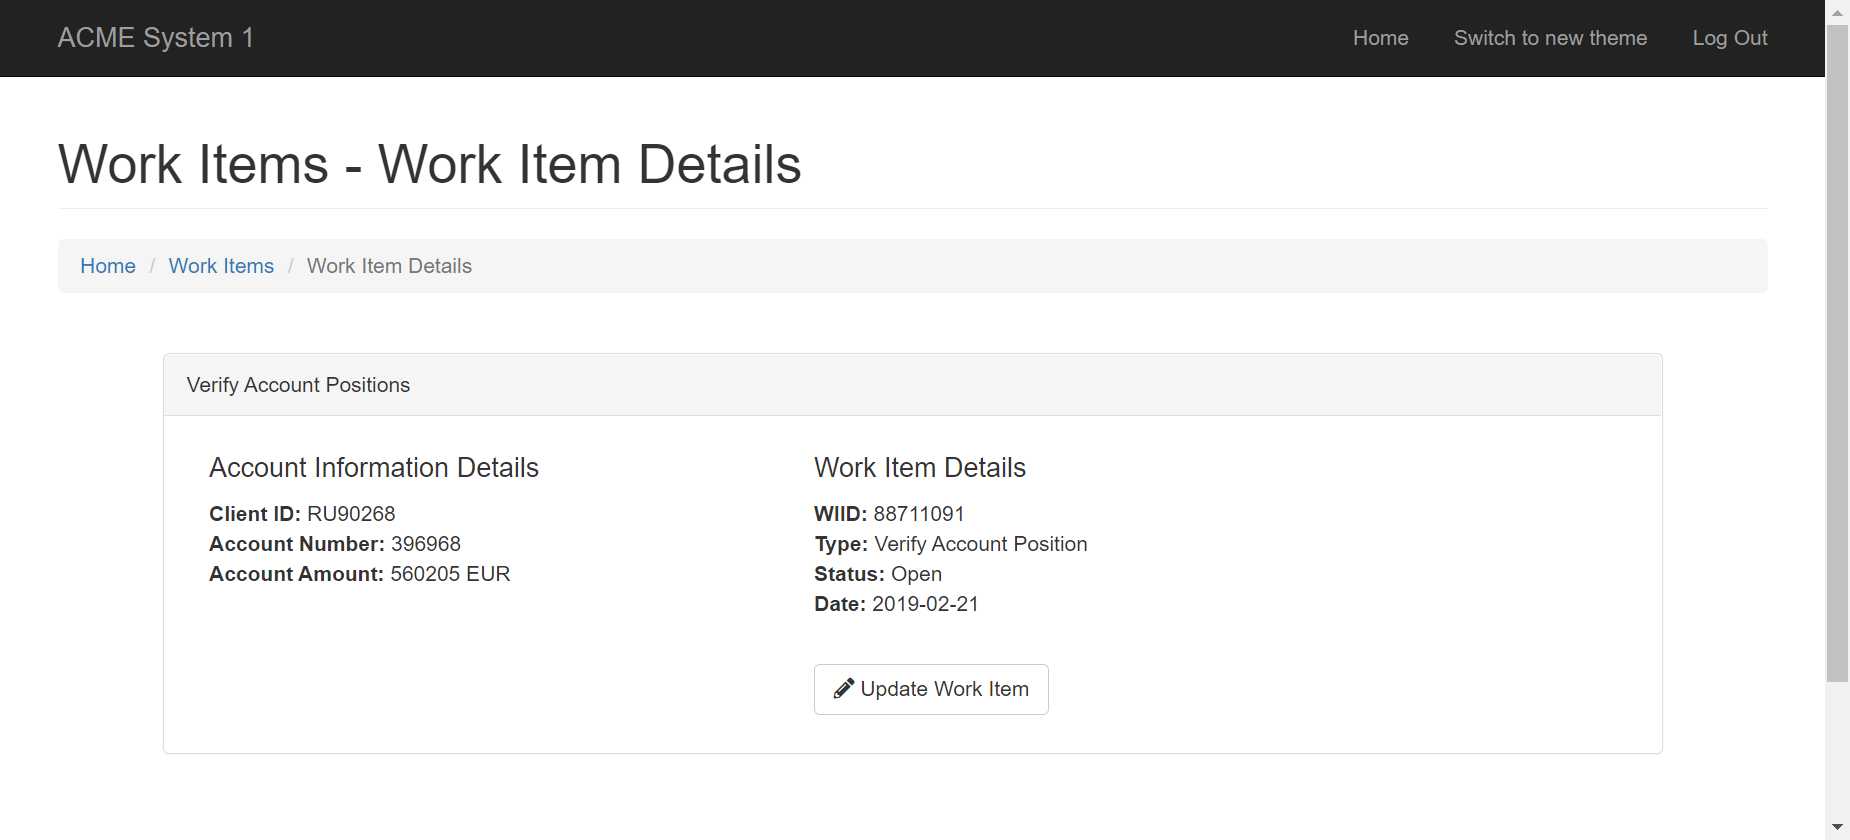 ACME System 1
Home
Switch to new theme
Log Out
Work Items - Work Item Details
Home / Work Items / Work Item Details
Verify Account Positions
Account Information Details
Client ID: RU90268
Account Number: 396968
Account Amount: 560205 EUR
Work Item Details
WIID: 88711091
Type: Verify Account Position
Status: Open
Date: 2019-02-21
Update Work Item